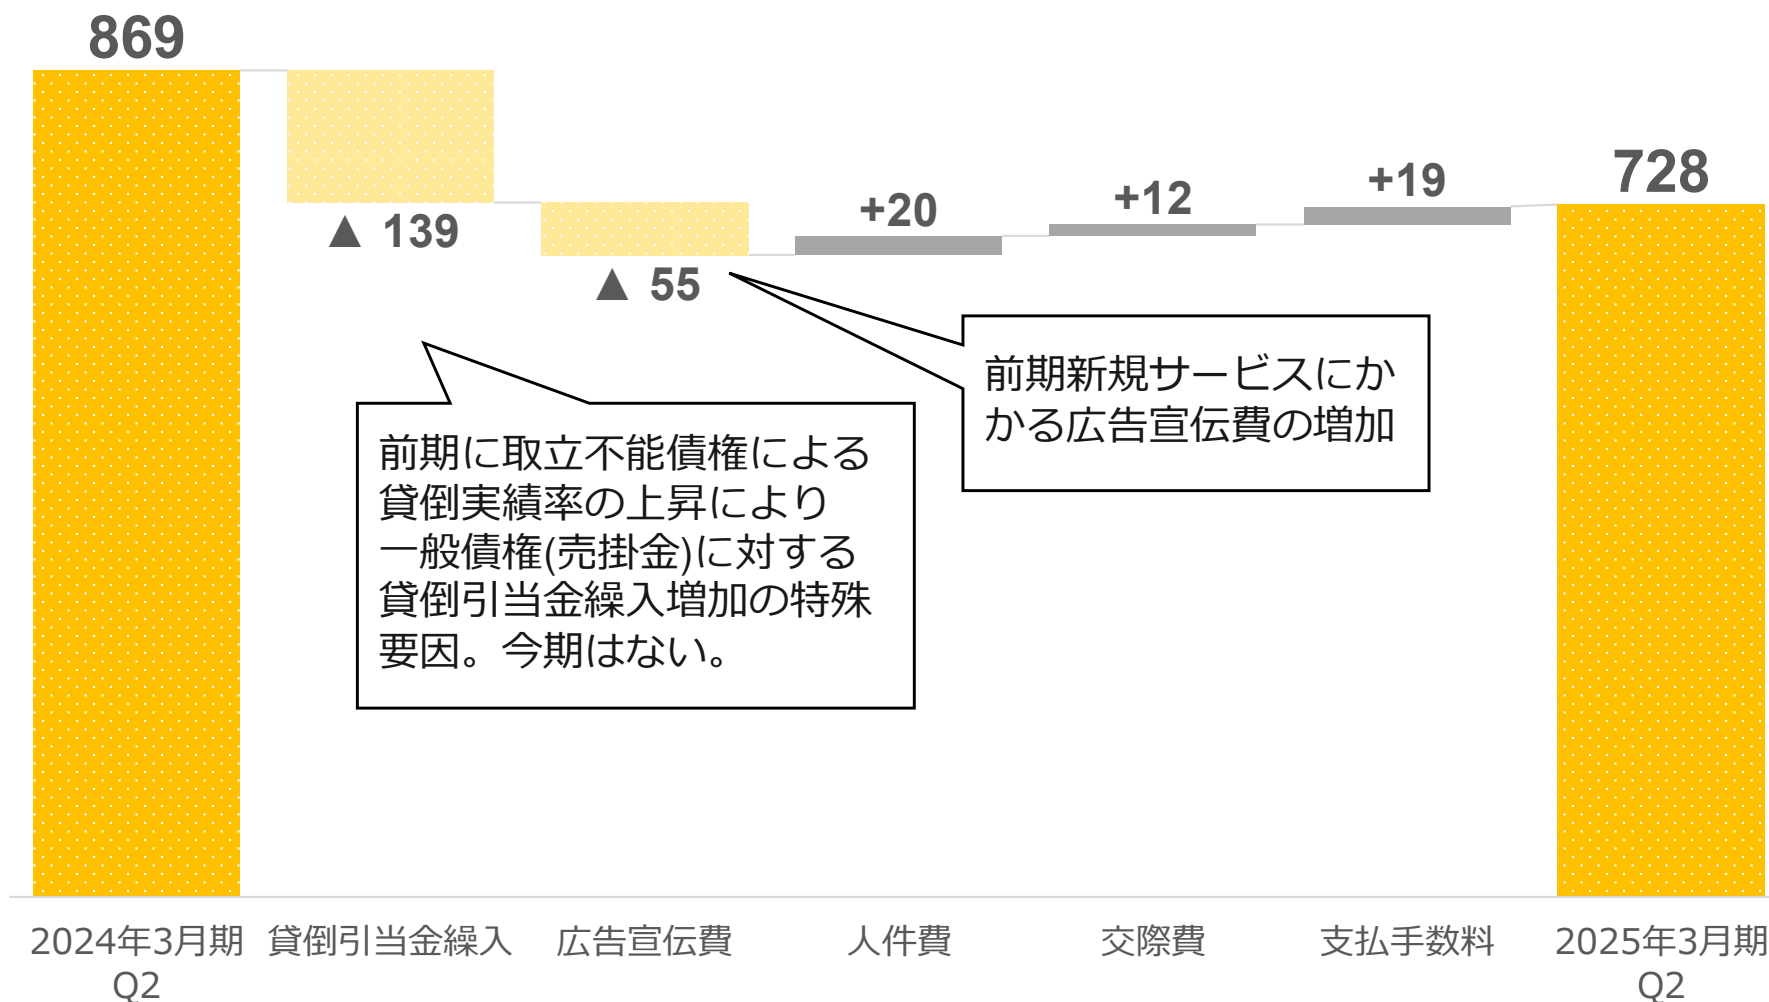 869
▲ 139
▲ 55
+20
+12
+19
728
前期に取立不能債権による
貸倒実績率の上昇により
一般債権(売掛金)に対する
貸倒引当金繰入増加の特殊
要因。今期はない。
前期新規サービスにか
かる広告宣伝費の増加
2024年3月期
Q2
貸倒引当金繰入
広告宣伝費
人件費
交際費
支払手数料
2025年3月期
Q2